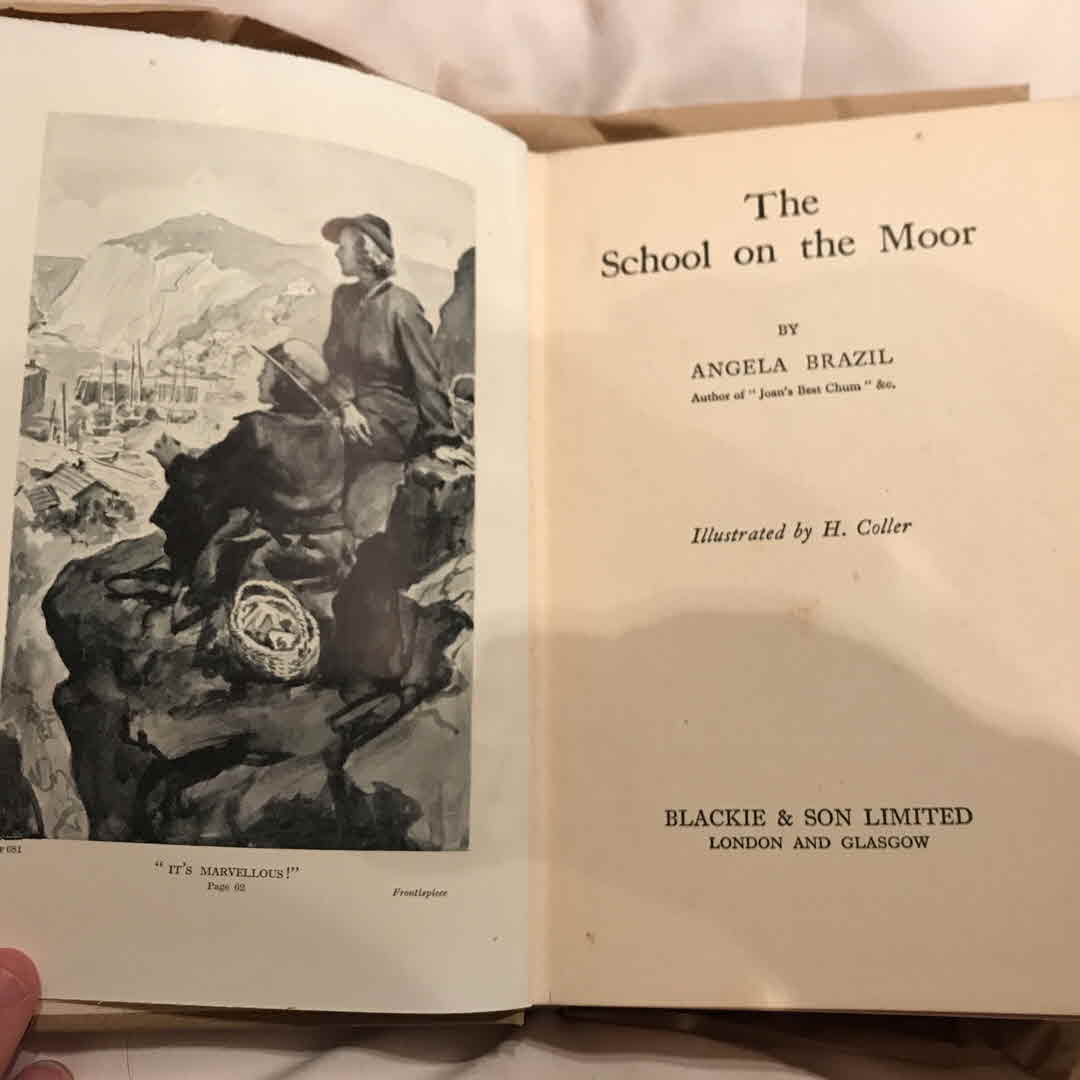 F 681
"IT'S MARVELLOUS!"
Page 62
Frontispiece
The
School on the Moor
BY
ANGELA BRAZIL
Author of "Joan's Best Chum" &c.
Illustrated by H. Coller
BLACKIE & SON LIMITED
LONDON AND GLASGOW